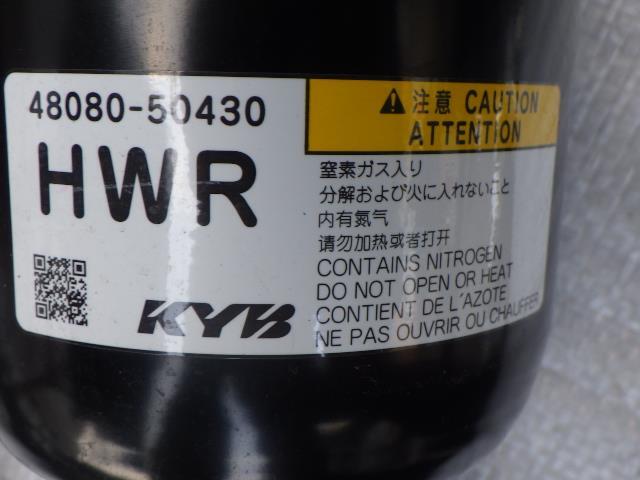 48080-50430
HWR
KYB
注意 CAUTION
ATTENTION
窒素ガス入り
分解および火に入れないこと
内有氮气
请勿加热或者打开
CONTAINS NITROGEN
DO NOT OPEN OR HEAT
CONTIENT DE L'AZOTE
NE PAS OUVRIR OU CHAUFFER